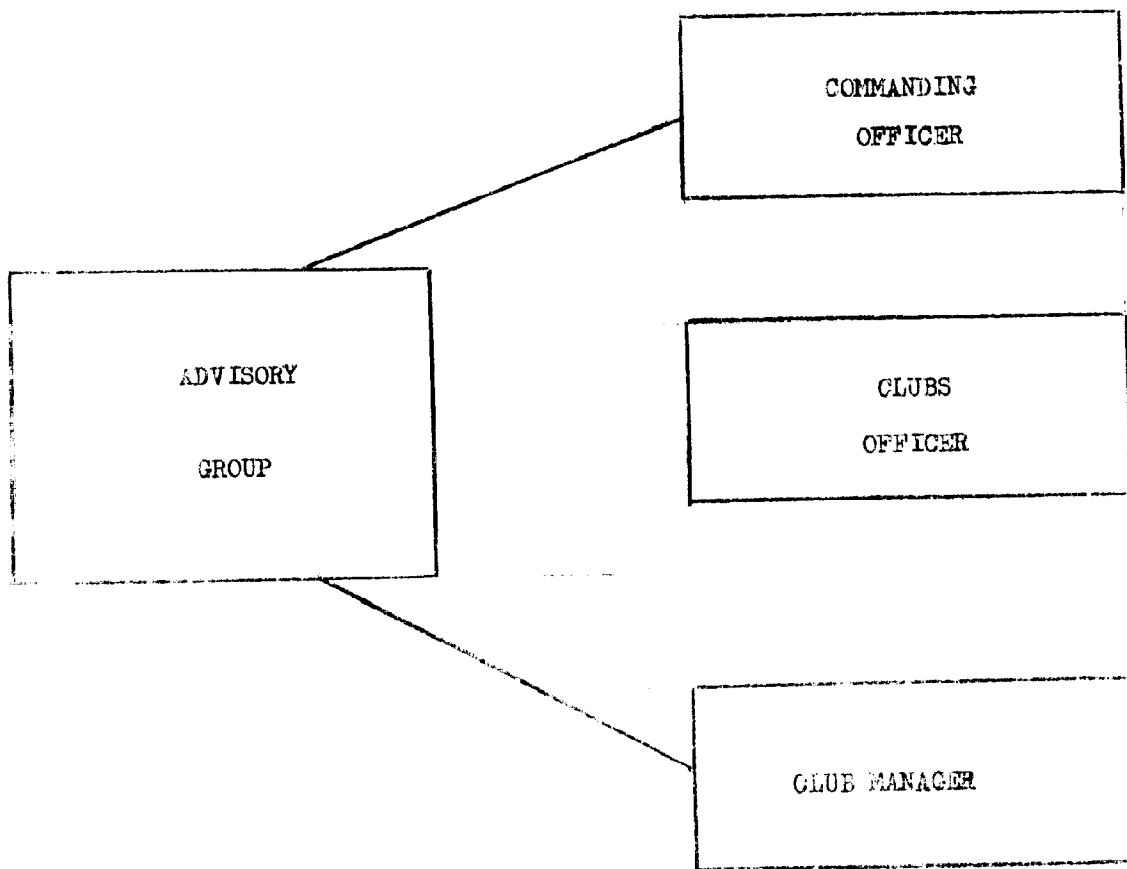 COMMANDING
OFFICER
ADVISORY
GROUP
CLUBS
OFFICER
CLUB MANAGER